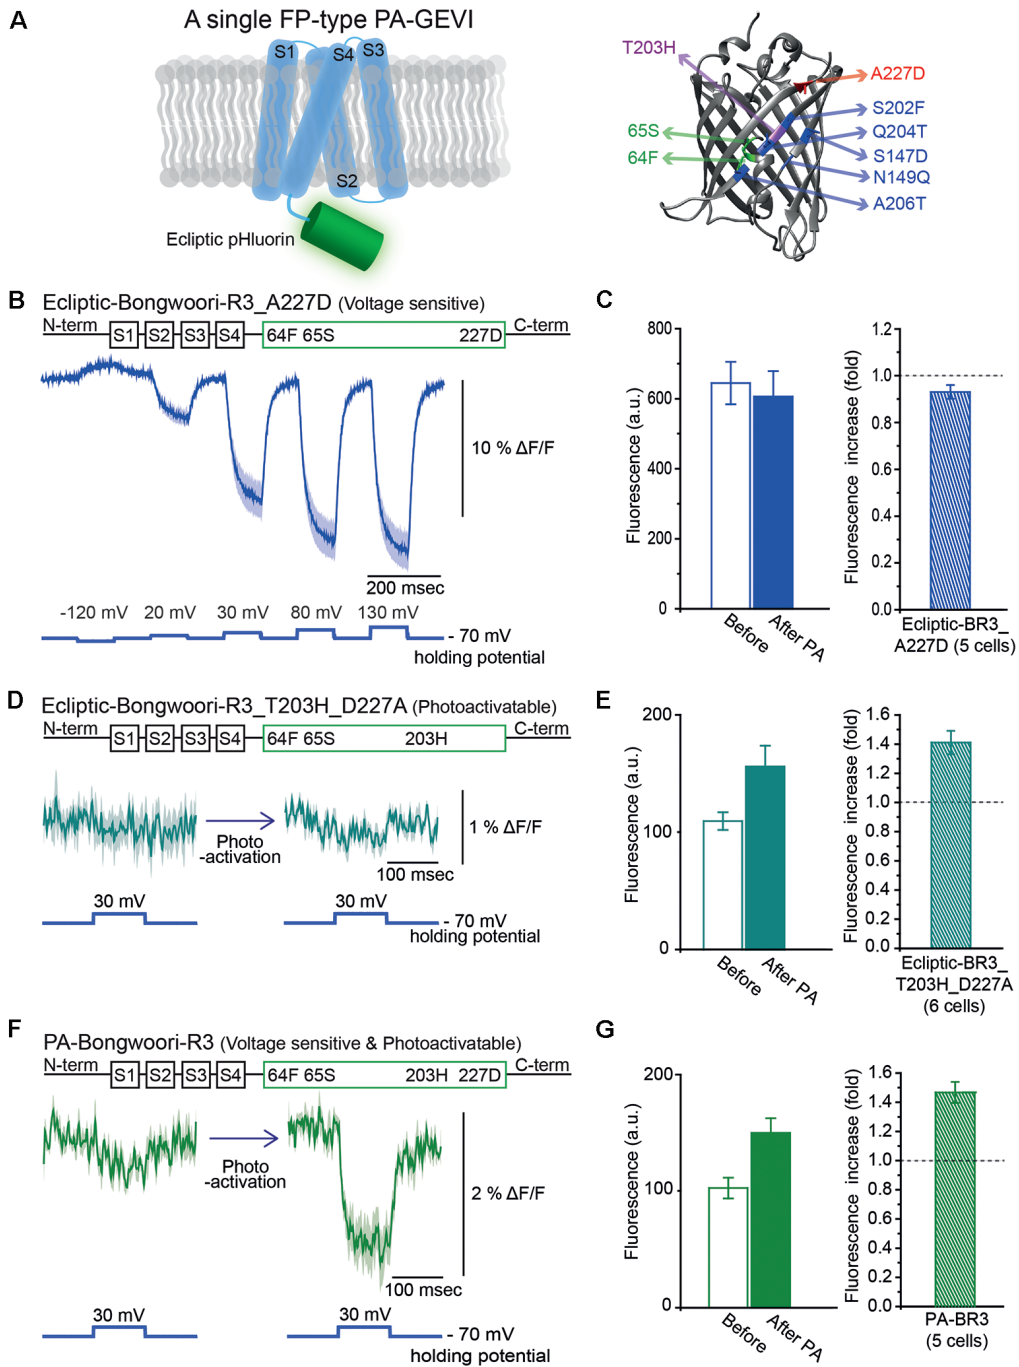 A
A single FP-type PA-GEVI
S1
S4
S3
S2
Ecliptic pHluorin
T203H
A227D
S202F
65S
Q204T
64F
S147D
N149Q
A206T
B
Ecliptic-Bongwoori-R3_A227D (Voltage sensitive)
N-term
S1
S2
S3
S4
64F 65S
227D
C-term
10 % ΔF/F
200 msec
-120 mV
20 mV
30 mV
80 mV
130 mV
- 70 mV
holding potential
C
800
600
400
200
0
Fluorescence (a.u.)
Before
After PA
1.2
1.0
0.8
0.6
0.4
0.2
0.0
Fluorescence increase (fold)
Ecliptic-BR3_
A227D (5 cells)
D
Ecliptic-Bongwoori-R3_T203H_D227A (Photoactivatable)
N-term
S1
S2
S3
S4
64F 65S
203H
C-term
Photo
-activation
1 % ΔF/F
100 msec
30 mV
30 mV
- 70 mV
holding potential
E
200
100
0
Fluorescence (a.u.)
Before
After PA
1.6
1.4
1.2
1.0
0.8
0.6
0.4
0.2
0.0
Fluorescence increase (fold)
Ecliptic-BR3_
T203H_D227A
(6 cells)
F
PA-Bongwoori-R3 (Voltage sensitive & Photoactivatable)
N-term
S1
S2
S3
S4
64F 65S
203H
227D
C-term
Photo
-activation
2 % ΔF/F
100 msec
30 mV
30 mV
- 70 mV
holding potential
G
200
100
0
Fluorescence (a.u.)
Before
After PA
1.6
1.4
1.2
1.0
0.8
0.6
0.4
0.2
0.0
Fluorescence increase (fold)
PA-BR3
(5 cells)